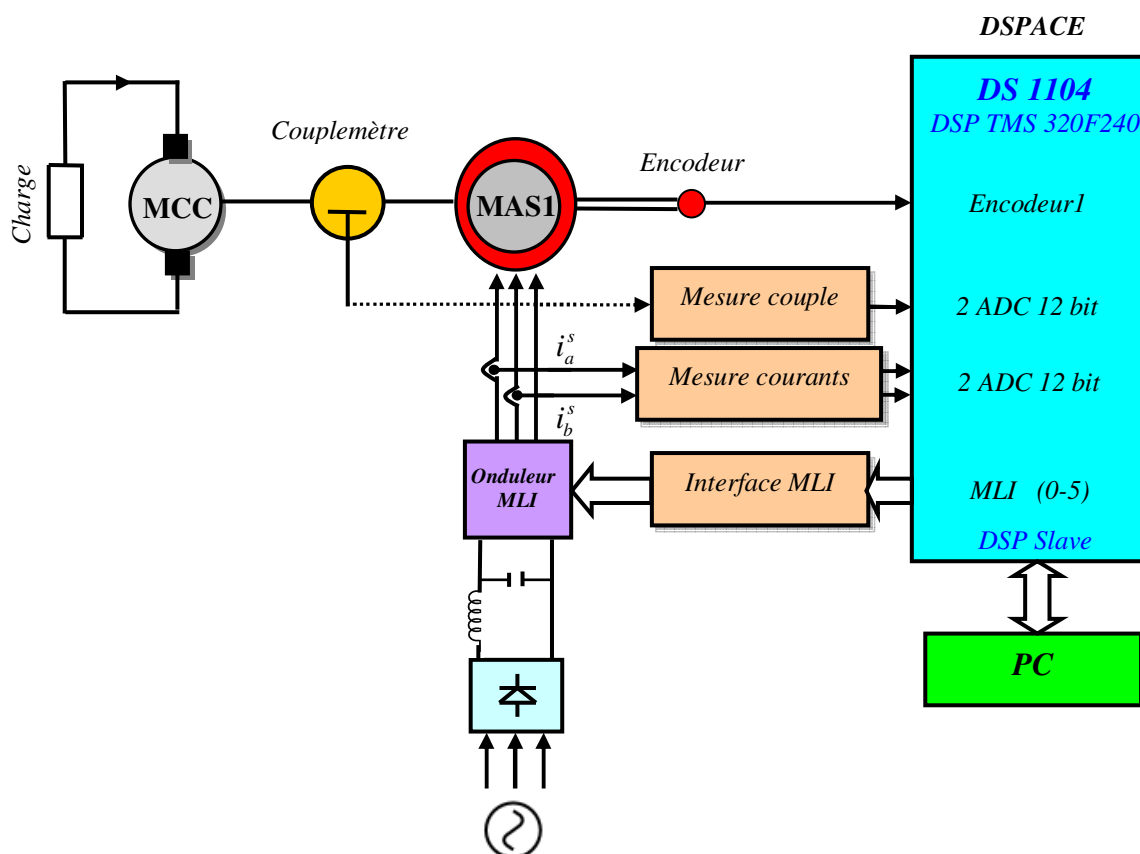 DSPACE
DS 1104
DSP TMS 320F240
Couplemètre
Encodeur
Charge
MCC
MAS1
Encodeur1
Mesure couple
2 ADC 12 bit
i_a^s
Mesure courants
2 ADC 12 bit
i_b^s
Onduleur
MLI
Interface MLI
MLI (0-5)
DSP Slave
PC